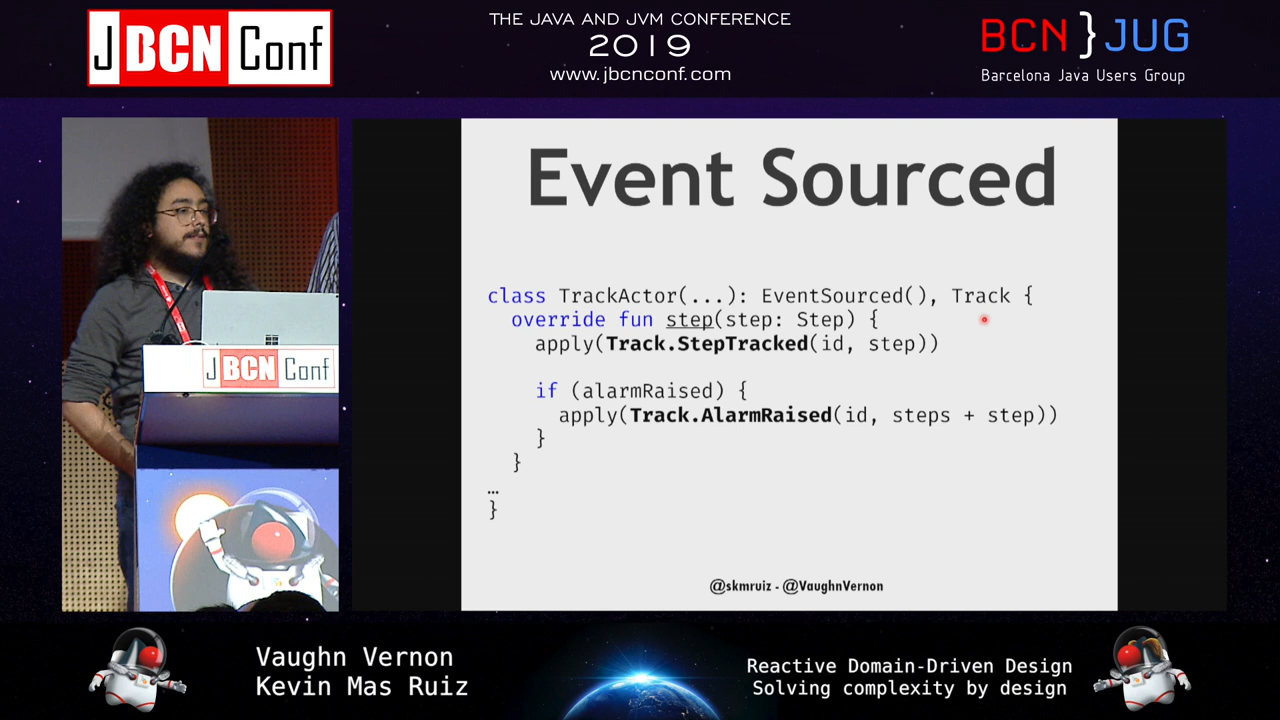 J BCN Conf
THE JAVA AND JVM CONFERENCE
2019
www.jbcnconf.com
BCN } JUG
Barcelona Java Users Group
J BCN Conf
Event Sourced
class TrackActor(...): EventSourced(), Track {
override fun step(step: Step) {
apply(Track.StepTracked(id, step))
if (alarmRaised) {
apply(Track.AlarmRaised(id, steps + step))
}
}
…
}
@skmruiz - @VaughnVernon
Vaughn Vernon
Kevin Mas Ruiz
Reactive Domain-Driven Design
Solving complexity by design